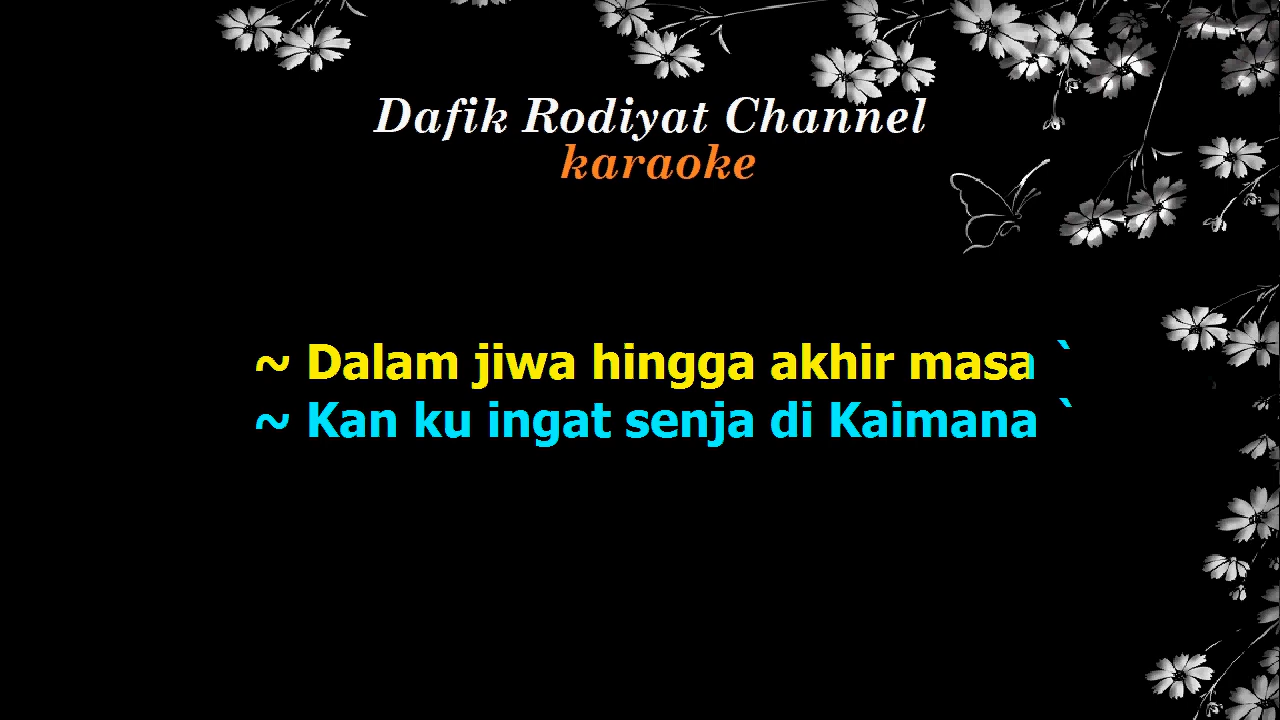 Dafik Rodiyat Channel
karaoke
~ Dalam jiwa hingga akhir masa `
~ Kan ku ingat senja di Kaimana `